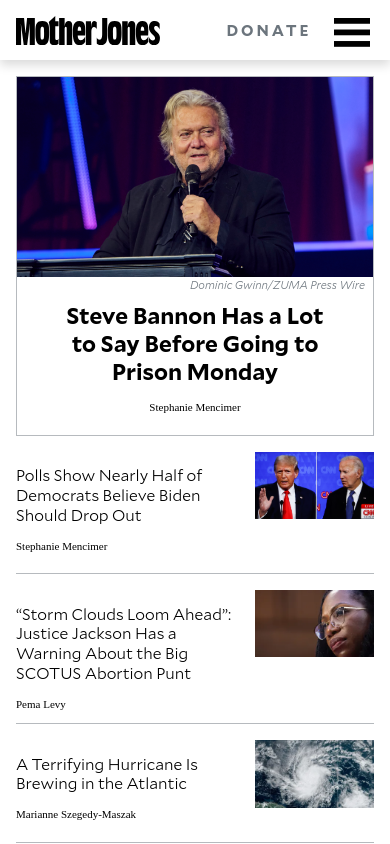 Mother Jones
DONATE
Dominic Gwinn/ZUMA Press Wire
Steve Bannon Has a Lot
to Say Before Going to
Prison Monday
Stephanie Mencimer
Polls Show Nearly Half of
Democrats Believe Biden
Should Drop Out
Stephanie Mencimer
“Storm Clouds Loom Ahead”:
Justice Jackson Has a
Warning About the Big
SCOTUS Abortion Punt
Pema Levy
A Terrifying Hurricane Is
Brewing in the Atlantic
Marianne Szegedy-Maszak